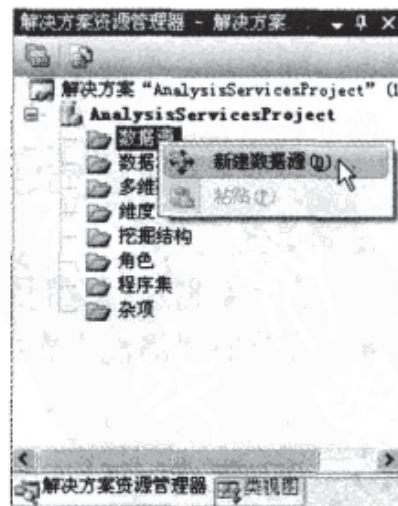 解决方案资源管理器 - 解决方案
解决方案 “AnalysisServicesProject” (1
AnalysisServicesProject
数据源
数据
新建数据源(D)
多维
粘贴(P)
维度
挖掘结构
角色
程序集
杂项
解决方案资源管理器
类视图